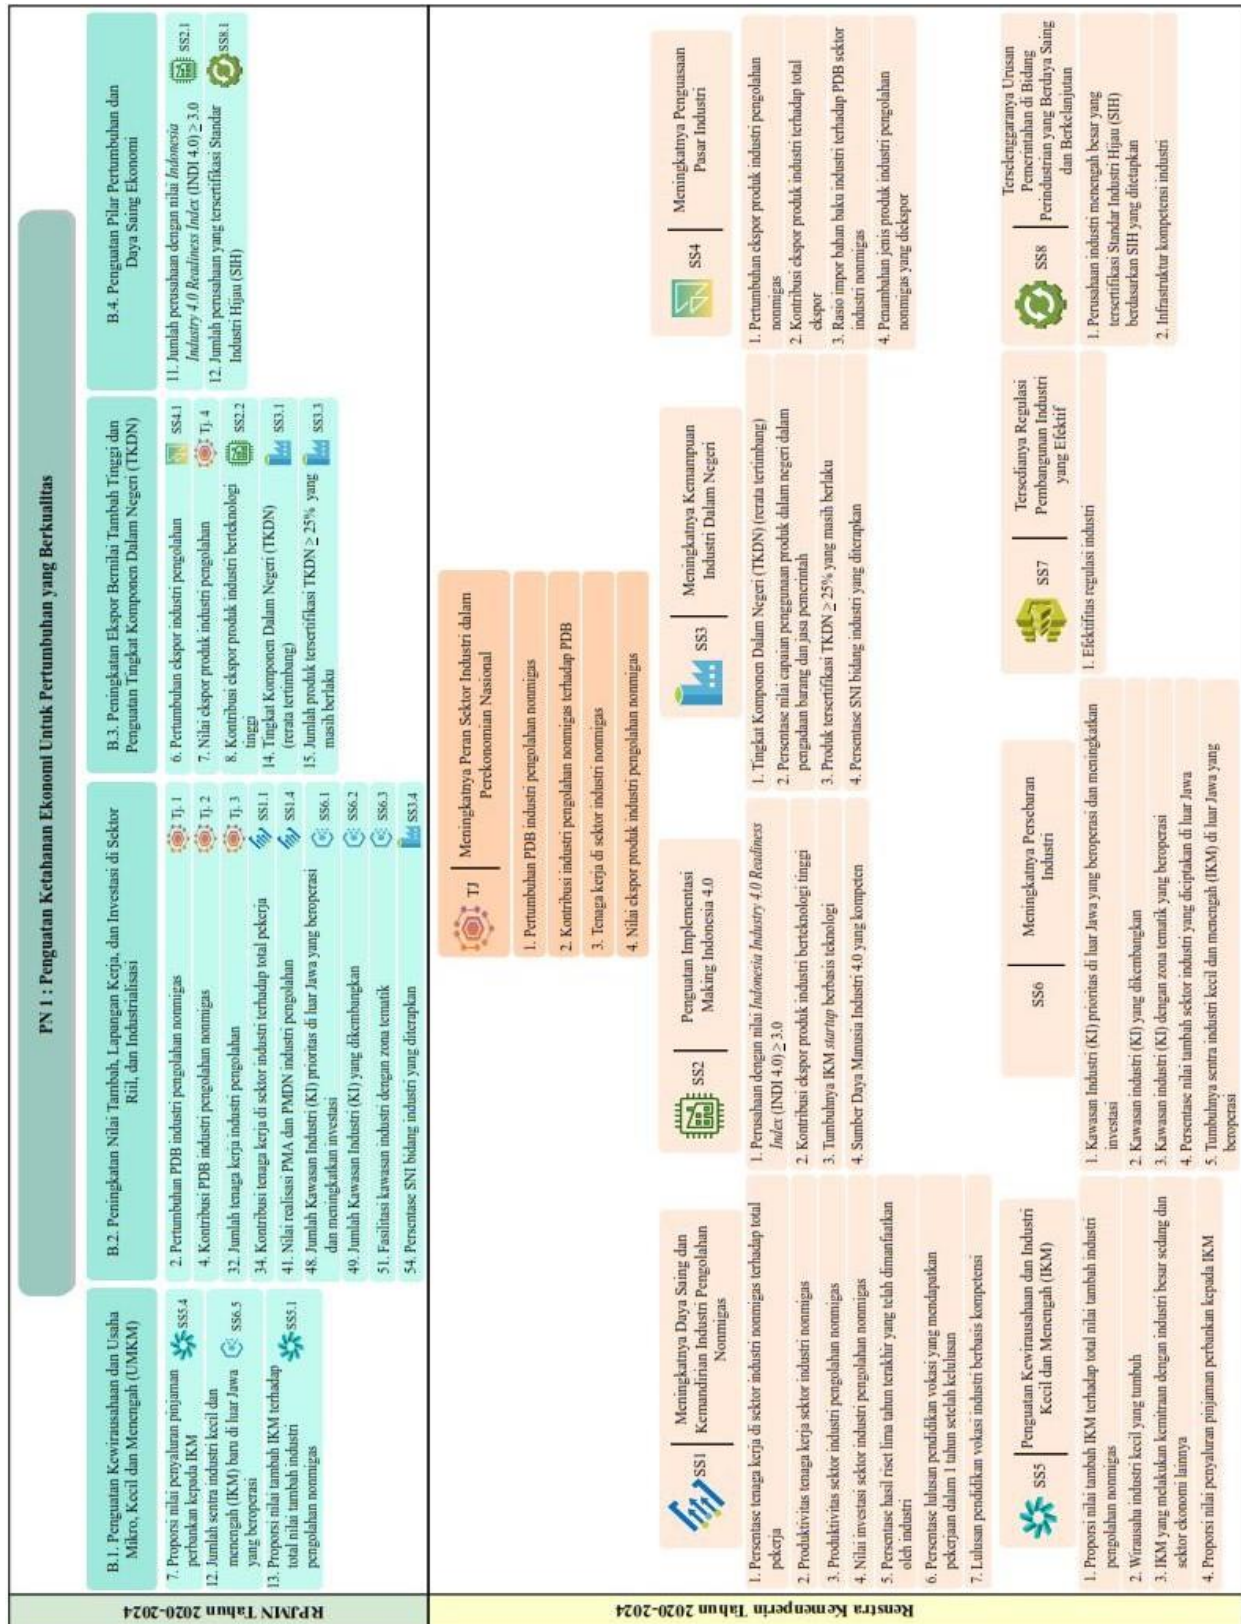 PN 1 : Penguatan Ketahanan Ekonomi Untuk Pertumbuhan yang Berkualitas
RPJMN Tahun 2020-2024
B.1. Penguatan Kewirausahaan dan Usaha
Mikro, Kecil dan Menengah (UMKM)
7. Proporsi nilai penyaluran pinjaman
perbankan kepada IKM
SS5.4
12. Jumlah sentra industri kecil dan
menengah (IKM) baru di luar Jawa
yang beroperasi
SS6.5
13. Proporsi nilai tambah IKM terhadap
total nilai tambah industri
pengolahan nonmigas
SS5.1
B.2. Peningkatan Nilai Tambah, Lapangan Kerja, dan Investasi di Sektor
Riil, dan Industrialisasi
2. Pertumbuhan PDB industri pengolahan nonmigas
Tj. 1
4. Kontribusi PDB industri pengolahan nonmigas
Tj. 2
32. Jumlah tenaga kerja industri pengolahan
Tj. 3
34. Kontribusi tenaga kerja di sektor industri terhadap total pekerja
SS1.1
41. Nilai realisasi PMA dan PMDN industri pengolahan
SS1.4
48. Jumlah Kawasan Industri (KI) prioritas di luar Jawa yang beroperasi
dan meningkatkan investasi
SS6.1
49. Jumlah Kawasan Industri (KI) yang dikembangkan
SS6.2
51. Fasilitasi kawasan industri dengan zona tematik
SS6.3
54. Persentase SNI bidang industri yang diterapkan
SS3.4
B.3. Peningkatan Ekspor Bernilai Tambah Tinggi dan
Penguatan Tingkat Komponen Dalam Negeri (TKDN)
6. Pertumbuhan ekspor industri pengolahan
SS4.1
7. Nilai ekspor produk industri pengolahan
Tj. 4
8. Kontribusi ekspor produk industri berteknologi
tinggi
SS2.2
14. Tingkat Komponen Dalam Negeri (TKDN)
(rerata tertimbang)
SS3.1
15. Jumlah produk tersertifikasi TKDN ≥ 25% yang
masih berlaku
SS3.3
B.4. Penguatan Pilar Pertumbuhan dan
Daya Saing Ekonomi
11. Jumlah perusahaan dengan nilai Indonesia
Industry 4.0 Readiness Index (INDI 4.0) ≥ 3.0
SS2.1
12. Jumlah perusahaan yang tersertifikasi Standar
Industri Hijau (SIH)
SS8.1
Renstra Kemenperin Tahun 2020-2024
TJ
Meningkatnya Peran Sektor Industri dalam
Perekonomian Nasional
1. Pertumbuhan PDB industri pengolahan nonmigas
2. Kontribusi industri pengolahan nonmigas terhadap PDB
3. Tenaga kerja di sektor industri nonmigas
4. Nilai ekspor produk industri pengolahan nonmigas
SS1
Meningkatnya Daya Saing dan
Kemandirian Industri Pengolahan
Nonmigas
1. Persentase tenaga kerja di sektor industri nonmigas terhadap total
pekerja
2. Produktivitas tenaga kerja sektor industri nonmigas
3. Produktivitas sektor industri pengolahan nonmigas
4. Nilai investasi sektor industri pengolahan nonmigas
5. Persentase hasil riset lima tahun terakhir yang telah dimanfaatkan
oleh industri
6. Persentase lulusan pendidikan vokasi yang mendapatkan
pekerjaan dalam 1 tahun setelah kelulusan
7. Lulusan pendidikan vokasi industri berbasis kompetensi
SS2
Penguatan Implementasi
Making Indonesia 4.0
1. Perusahaan dengan nilai Indonesia Industry 4.0 Readiness
Index (INDI 4.0) ≥ 3.0
2. Kontribusi ekspor produk industri berteknologi tinggi
3. Tumbuhnya IKM startup berbasis teknologi
4. Sumber Daya Manusia Industri 4.0 yang kompeten
SS3
Meningkatnya Kemampuan
Industri Dalam Negeri
1. Tingkat Komponen Dalam Negeri (TKDN) (rerata tertimbang)
2. Persentase nilai capaian penggunaan produk dalam negeri dalam
pengadaan barang dan jasa pemerintah
3. Produk tersertifikasi TKDN ≥ 25% yang masih berlaku
4. Persentase SNI bidang industri yang diterapkan
SS4
Meningkatnya Penguasaan
Pasar Industri
1. Pertumbuhan ekspor produk industri pengolahan
nonmigas
2. Kontribusi ekspor produk industri terhadap total
ekspor
3. Rasio impor bahan baku industri terhadap PDB sektor
industri nonmigas
4. Penambahan jenis produk industri pengolahan
nonmigas yang diekspor
SS5
Penguatan Kewirausahaan dan Industri
Kecil dan Menengah (IKM)
1. Proporsi nilai tambah IKM terhadap total nilai tambah industri
pengolahan nonmigas
2. Wirausaha industri kecil yang tumbuh
3. IKM yang melakukan kemitraan dengan industri besar sedang dan
sektor ekonomi lainnya
4. Proporsi nilai penyaluran pinjaman perbankan kepada IKM
SS6
Meningkatnya Persebaran
Industri
1. Kawasan Industri (KI) prioritas di luar Jawa yang beroperasi dan meningkatkan
investasi
2. Kawasan industri (KI) yang dikembangkan
3. Kawasan industri (KI) dengan zona tematik yang beroperasi
4. Persentase nilai tambah sektor industri yang diciptakan di luar Jawa
5. Tumbuhnya sentra industri kecil dan menengah (IKM) di luar Jawa yang
beroperasi
SS7
Tersedianya Regulasi
Pembangunan Industri
yang Efektif
1. Efektifitas regulasi industri
SS8
Terselenggaranya Urusan
Pemerintahan di Bidang
Perindustrian yang Berdaya Saing
dan Berkelanjutan
1. Perusahaan industri menengah besar yang
tersertifikasi Standar Industri Hijau (SIH)
berdasarkan SIH yang ditetapkan
2. Infrastruktur kompetensi industri